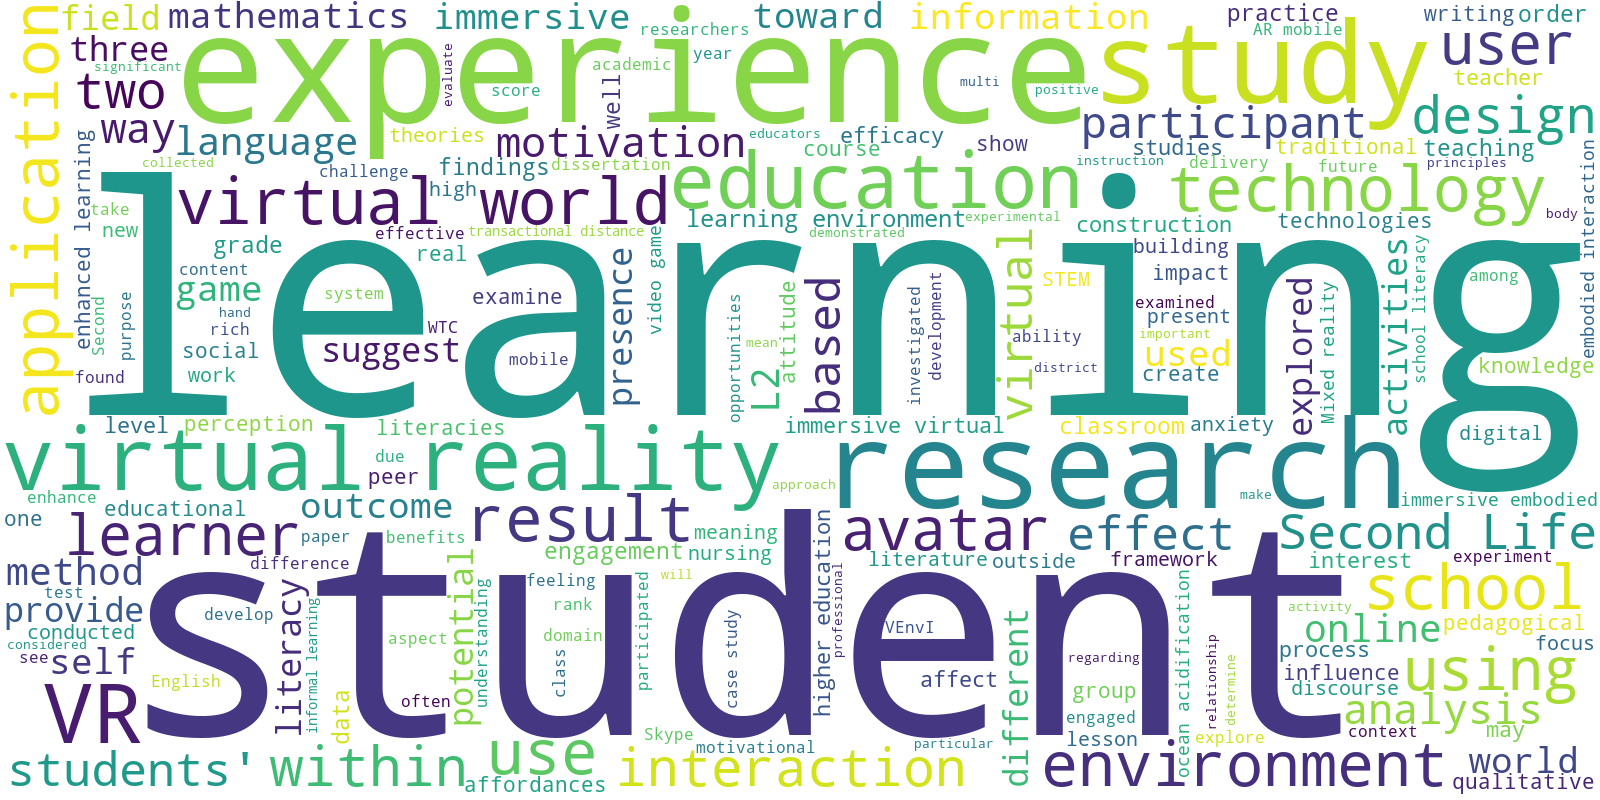 application
field
mathematics
immersive
researchers
toward
information
practice
AR mobile
writing
order
three
significant
experience
evaluate
year
academic
score
study
user
teacher
two
multi
positive
way
language
theories
motivation
well
educators
efficacy
course
show
participant
studies
traditional
design
teaching
collected
challenge
findings
dissertation
high
education
instruction
delivery
future
principles
technology
enhanced learning
take
new
virtual world
learning environment
experimental
construction
technologies
body
embodied interaction
effective
transactional distance
demonstrated
grade
real
content
game
hand
rich
social
work
Second
purpose
found
learning
system
examine
WTC
suggest
mobile
presence
video game
opportunities
mean
L2
attitude
based
investigated
development
virtual
STEM
building
impact
examined
present
ability
important
district
used
create
explored
Mixed reality
activities
school literacy
among
knowledge
level
perception
literacies
immersive virtual
classroom
anxiety
digital
virtual reality
due
peer
approach
research
make
immersive embodied
enhance
educational
one
outcome
result
meaning
nursing
higher education
avatar
effect
Second Life
learner
paper
benefits
difference
engagement
literature
outside
framework
interest
experiment
method
test
provide
develop
literacy
informal learning
student
potential
understanding
feeling
rank
aspect
domain
class
participated
will
case study
professional
VEnvI
affect
different
regarding
group
engaged
lesson
ocean acidification
relationship
determine
explore
school
activity
online
pedagogical
process
focus
influence
discourse
using
conducted
considered
see
self
English
VR
data
often
Skype
motivational
particular
analysis
context
may
students'
within
use
affordances
interaction
environment
world
qualitative